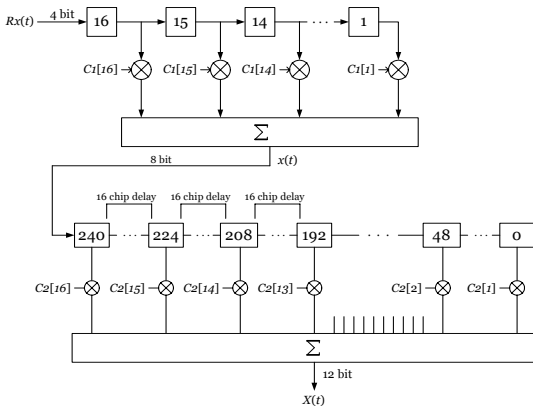 Rx(t) 4 bit 16 15 14 ... 1
C1[16] C1[15] C1[14] C1[1]
Σ
8 bit x(t)
16 chip delay 16 chip delay 16 chip delay
240 ... 224 ... 208 ... 192 . . . 48 ... 0
C2[16] C2[15] C2[14] C2[13] C2[2] C2[1]
Σ
12 bit
X(t)